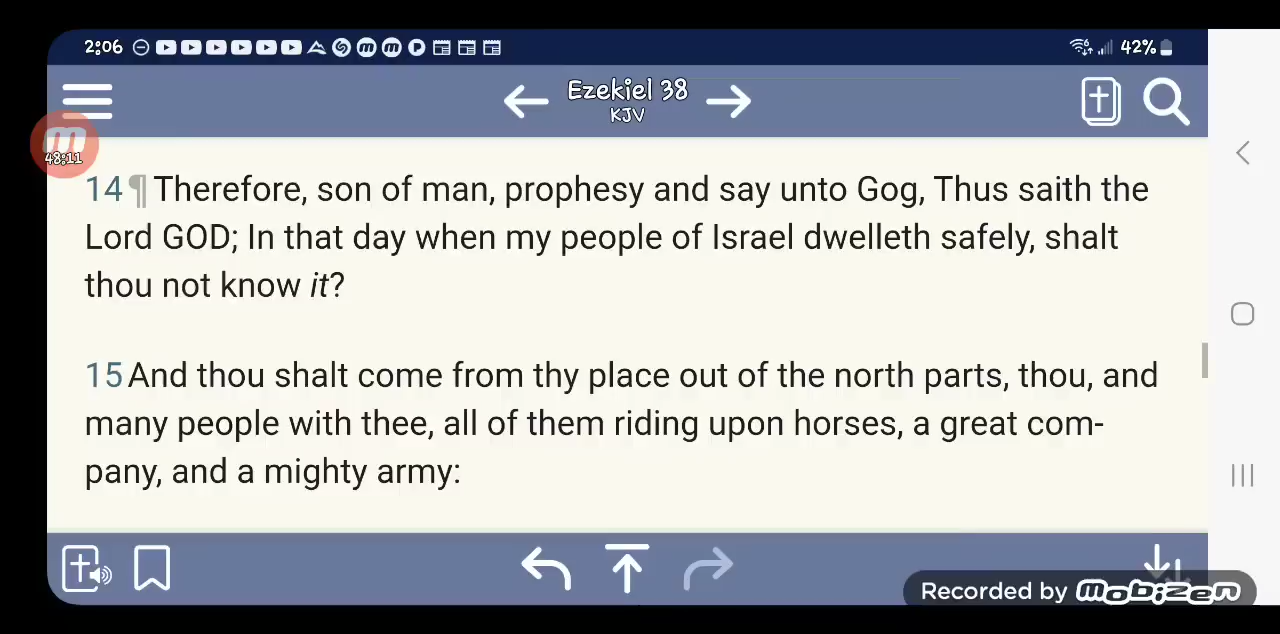 2:06 42%
Ezekiel 38
KJV
48:11
14 ¶ Therefore, son of man, prophesy and say unto Gog, Thus saith the
Lord GOD; In that day when my people of Israel dwelleth safely, shalt
thou not know it?
15 And thou shalt come from thy place out of the north parts, thou, and
many people with thee, all of them riding upon horses, a great com-
pany, and a mighty army:
Recorded by mobizen